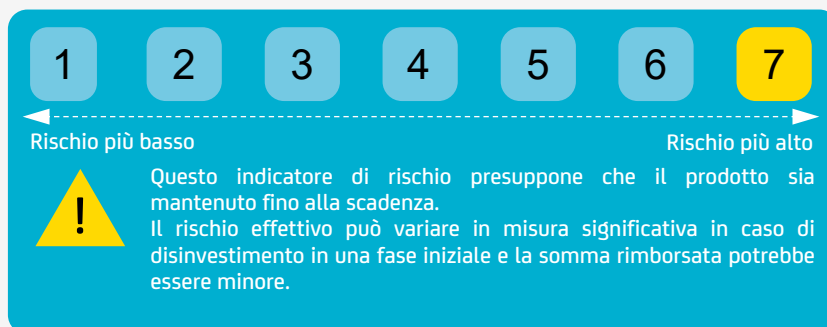 1 2 3 4 5 6 7
Rischio più basso Rischio più alto
Questo indicatore di rischio presuppone che il prodotto sia
mantenuto fino alla scadenza.
Il rischio effettivo può variare in misura significativa in caso di
disinvestimento in una fase iniziale e la somma rimborsata potrebbe
essere minore.
!